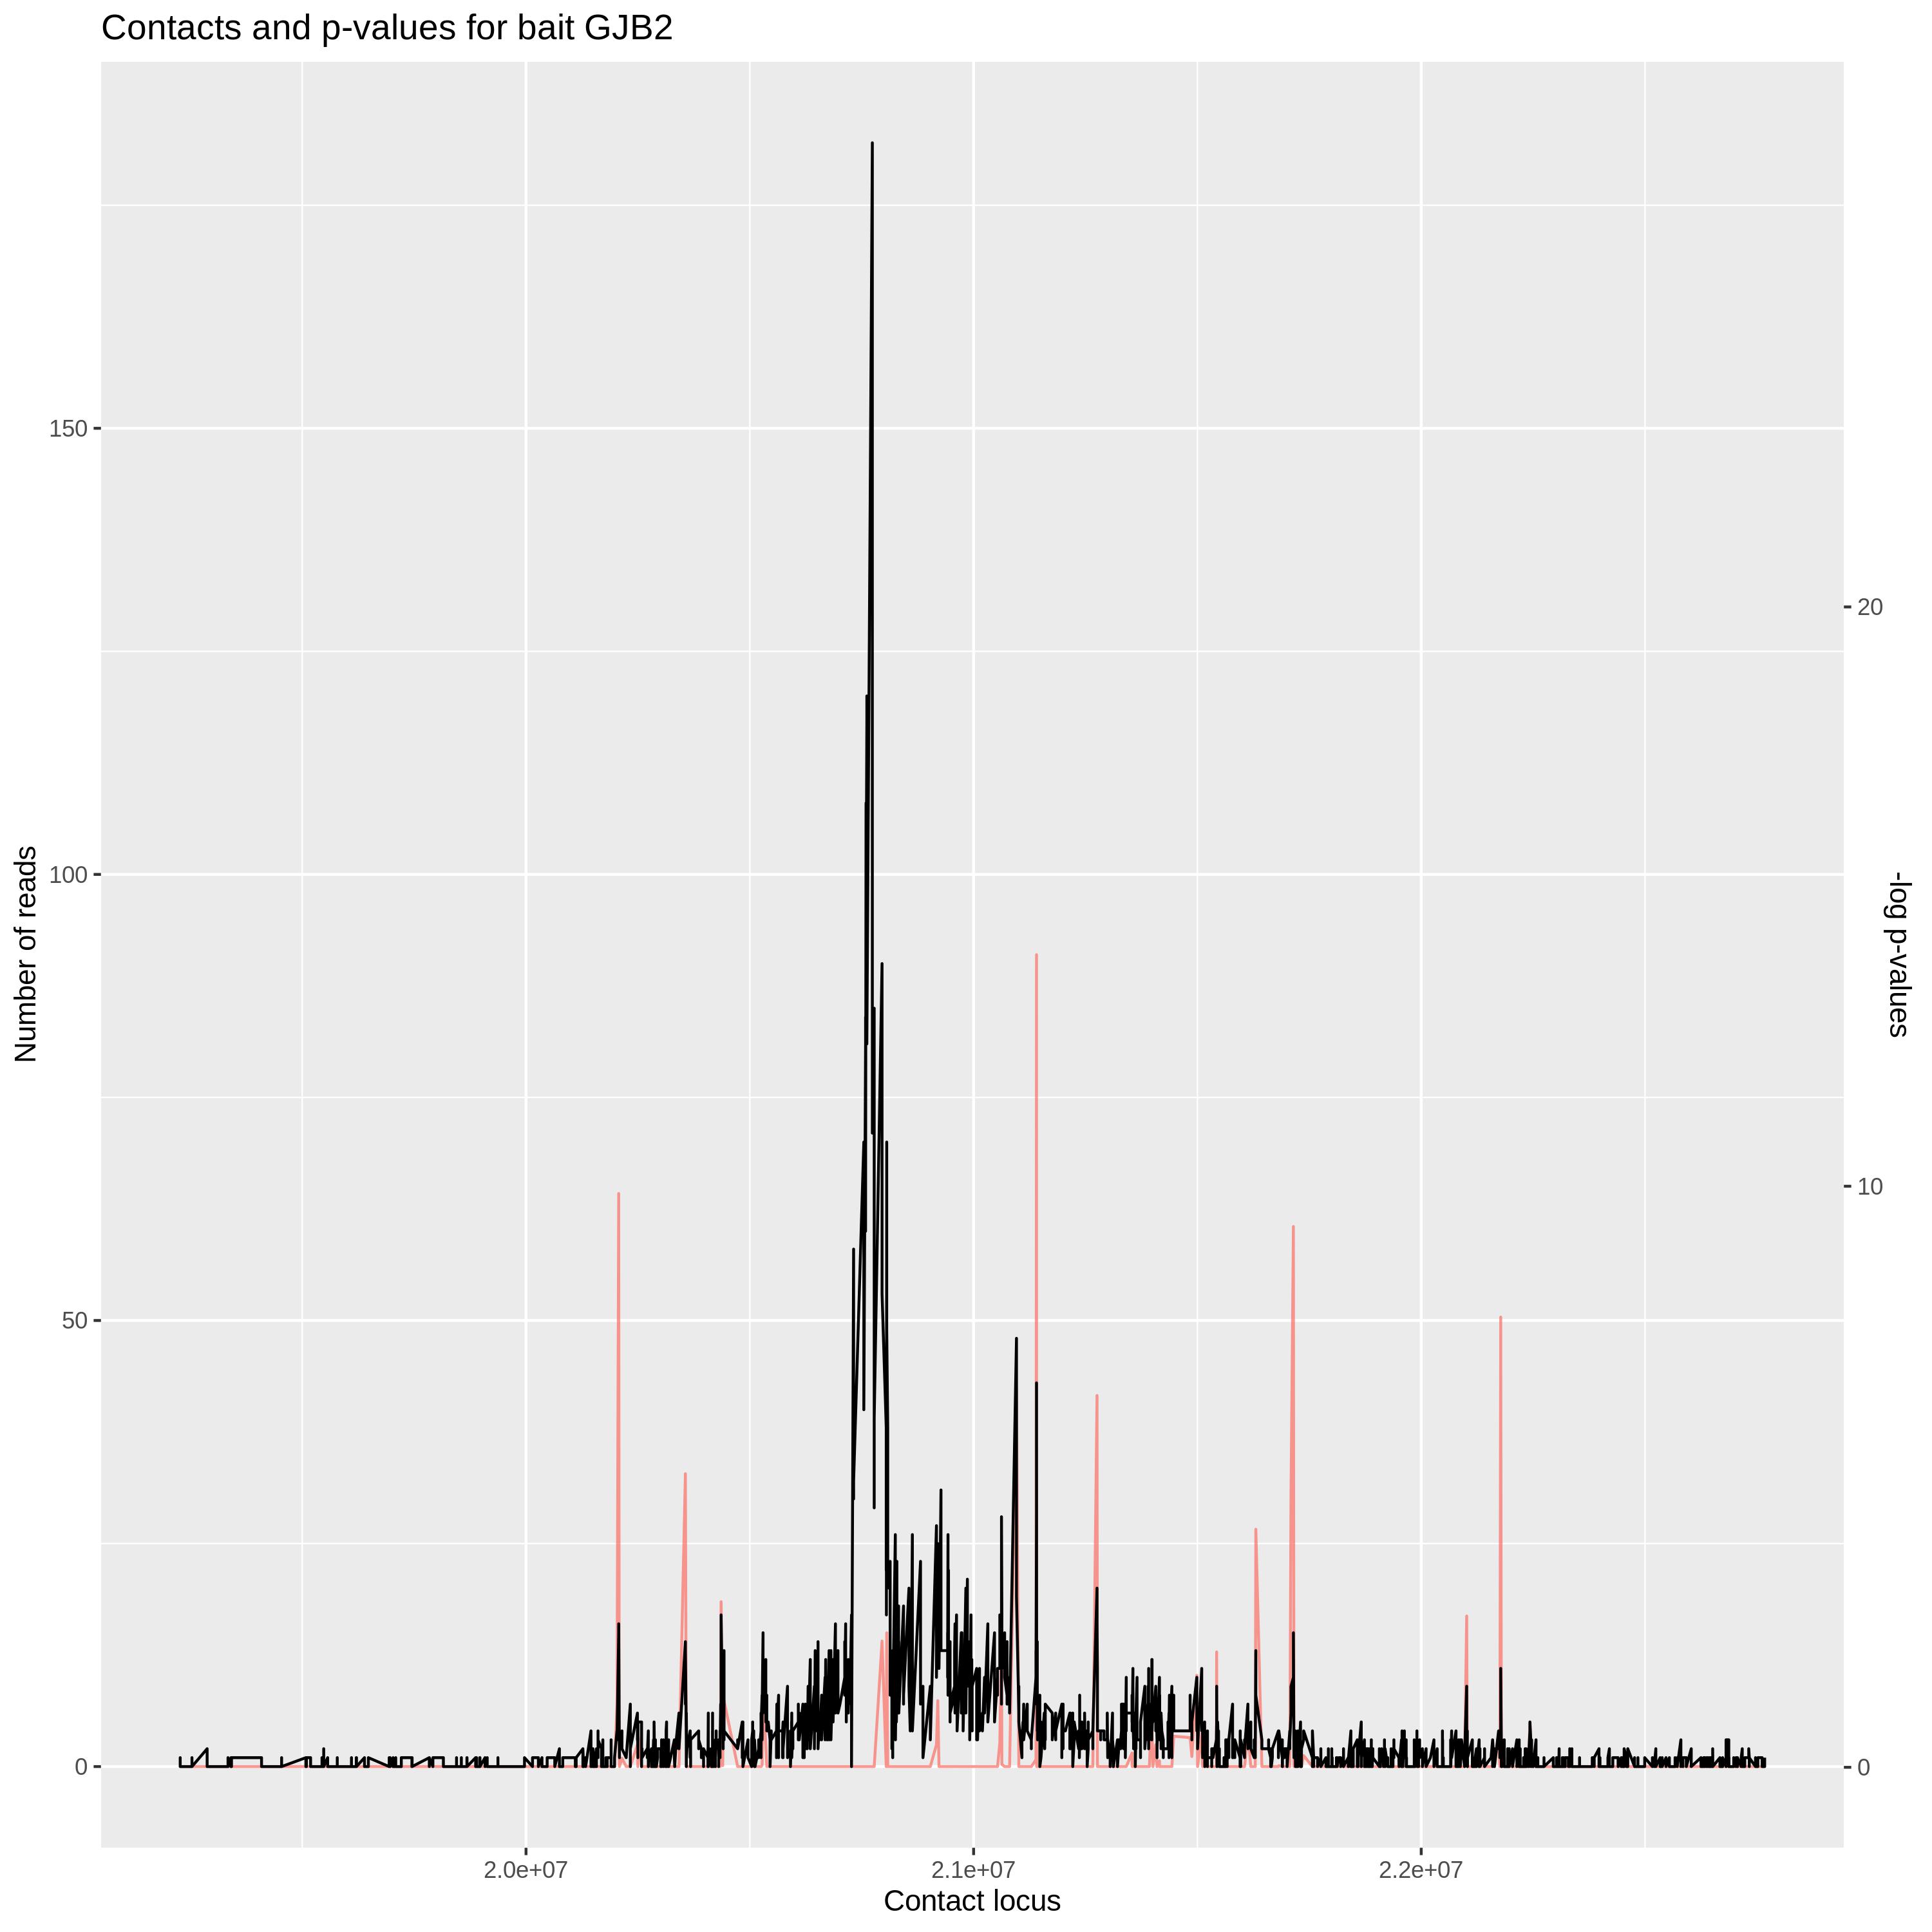 Contacts and p-values for bait GJB2
150
100
50
0
Number of reads
20
10
0
-log p-values
2.0e+07
2.1e+07
2.2e+07
Contact locus